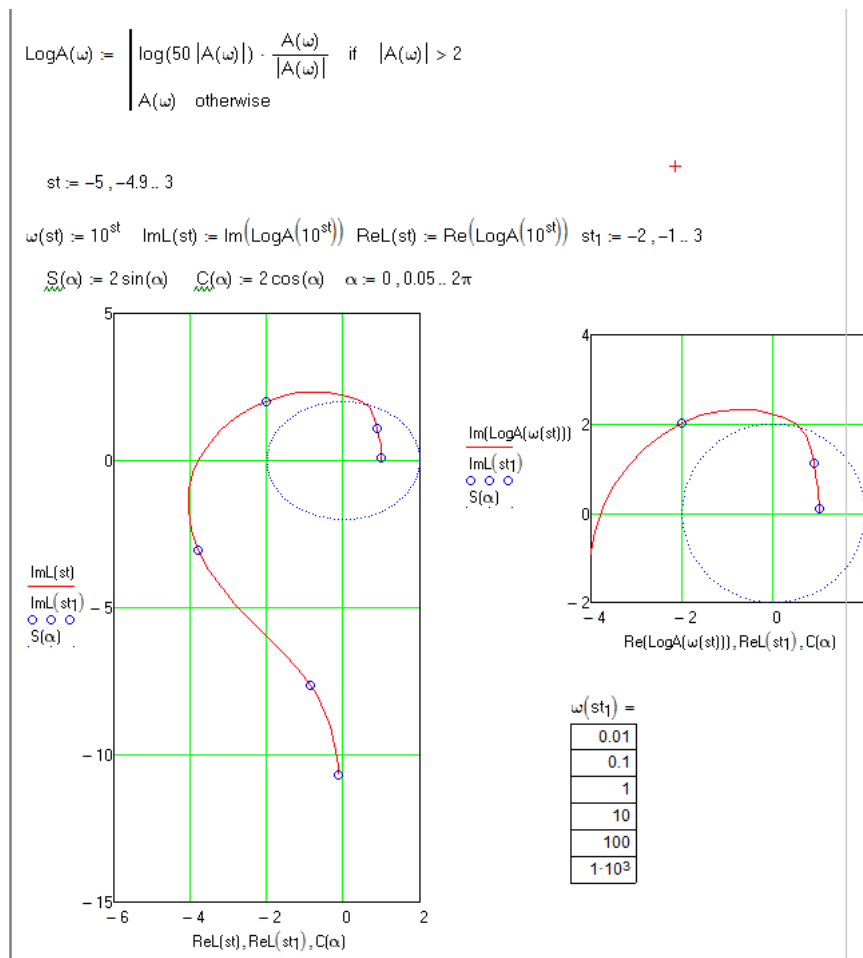 LogA(ω) := | log(50 |A(ω)|) · A(ω) / |A(ω)| if |A(ω)| > 2
A(ω) otherwise
st := −5 , −4.9 .. 3
ω(st) := 10^st ImL(st) := Im(LogA(10^st)) ReL(st) := Re(LogA(10^st)) st₁ := −2 , −1 .. 3
S(α) := 2 sin(α) C(α) := 2 cos(α) α := 0 , 0.05 .. 2π
5
0
−5
−10
−15
−6 −4 −2 0 2
ImL(st)
ImL(st₁)
S(α)
ReL(st) , ReL(st₁) , C(α)
4
2
0
−2
−4 −2 0
Im(LogA(ω(st)))
ImL(st₁)
S(α)
Re(LogA(ω(st))) , ReL(st₁) , C(α)
ω(st₁) =
0.01
0.1
1
10
100
1·10³